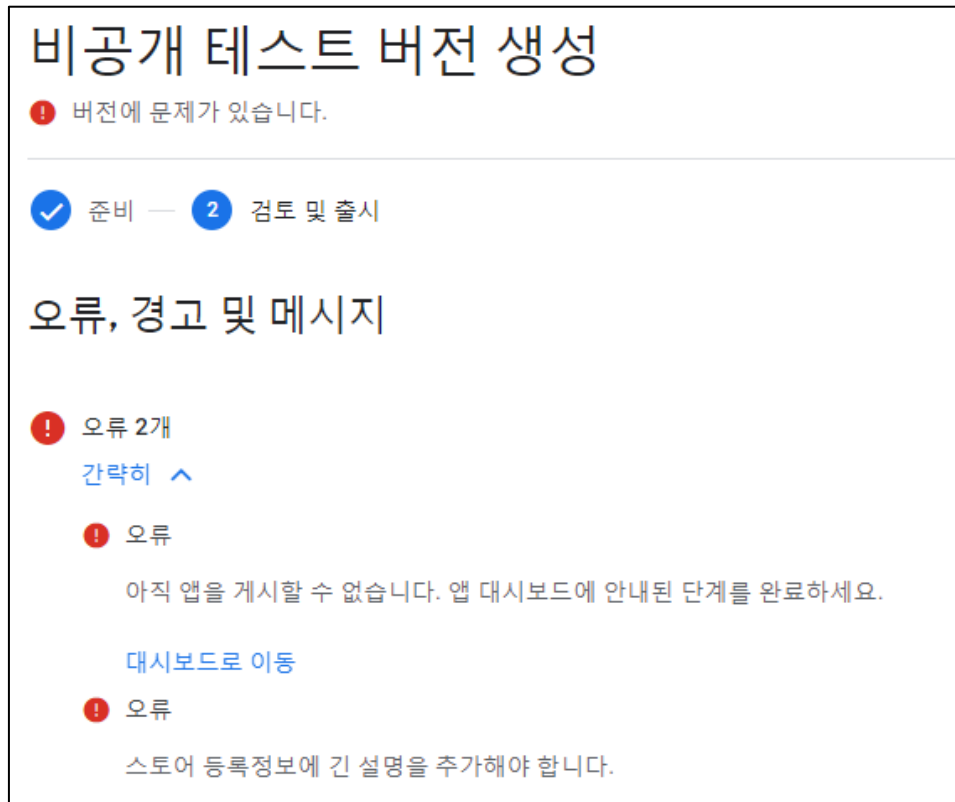 비공개 테스트 버전 생성
버전에 문제가 있습니다.
준비 2 검토 및 출시
오류, 경고 및 메시지
오류 2개
간략히
오류
아직 앱을 게시할 수 없습니다. 앱 대시보드에 안내된 단계를 완료하세요.
대시보드로 이동
오류
스토어 등록정보에 긴 설명을 추가해야 합니다.